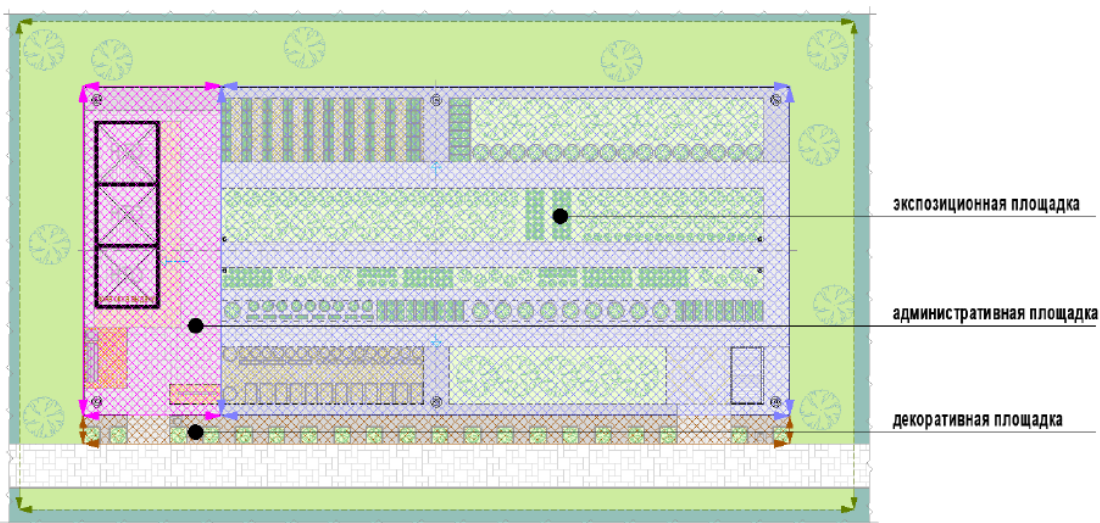 экспозиционная площадка
административная площадка
декоративная площадка